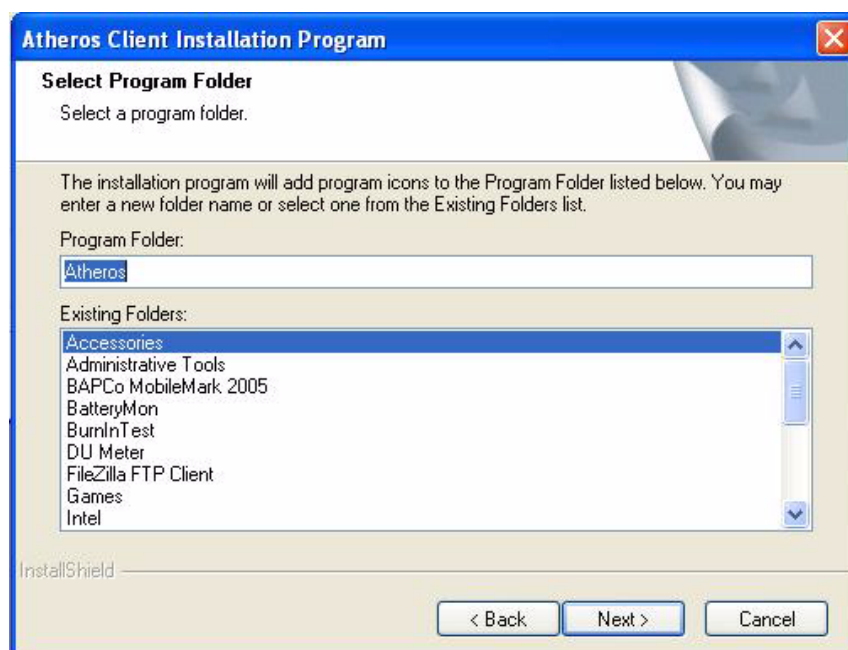 Atheros Client Installation Program
Select Program Folder
Select a program folder.
The installation program will add program icons to the Program Folder listed below. You may
enter a new folder name or select one from the Existing Folders list.
Program Folder:
Atheros
Existing Folders:
Accessories
Administrative Tools
BAPCo MobileMark 2005
BatteryMon
BurnInTest
DU Meter
FileZilla FTP Client
Games
Intel
InstallShield
< Back
Next >
Cancel